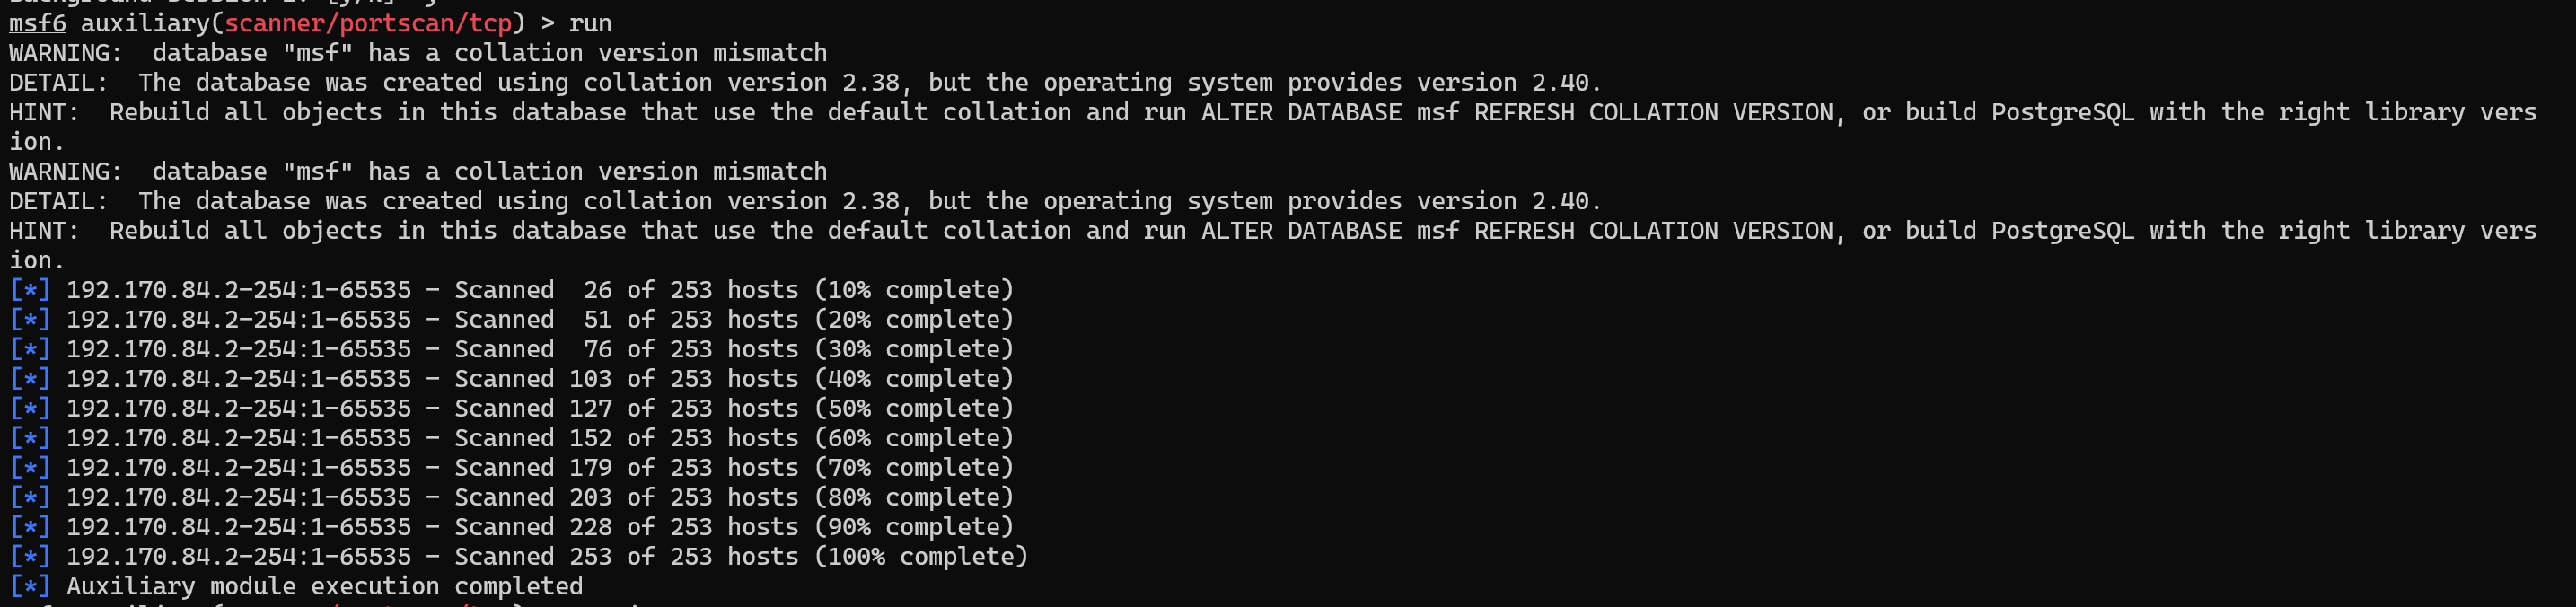 msf6 auxiliary(scanner/portscan/tcp) > run
WARNING:  database "msf" has a collation version mismatch
DETAIL:  The database was created using collation version 2.38, but the operating system provides version 2.40.
HINT:  Rebuild all objects in this database that use the default collation and run ALTER DATABASE msf REFRESH COLLATION VERSION, or build PostgreSQL with the right library vers
ion.
WARNING:  database "msf" has a collation version mismatch
DETAIL:  The database was created using collation version 2.38, but the operating system provides version 2.40.
HINT:  Rebuild all objects in this database that use the default collation and run ALTER DATABASE msf REFRESH COLLATION VERSION, or build PostgreSQL with the right library vers
ion.
[*] 192.170.84.2-254:1-65535 - Scanned  26 of 253 hosts (10% complete)
[*] 192.170.84.2-254:1-65535 - Scanned  51 of 253 hosts (20% complete)
[*] 192.170.84.2-254:1-65535 - Scanned  76 of 253 hosts (30% complete)
[*] 192.170.84.2-254:1-65535 - Scanned 103 of 253 hosts (40% complete)
[*] 192.170.84.2-254:1-65535 - Scanned 127 of 253 hosts (50% complete)
[*] 192.170.84.2-254:1-65535 - Scanned 152 of 253 hosts (60% complete)
[*] 192.170.84.2-254:1-65535 - Scanned 179 of 253 hosts (70% complete)
[*] 192.170.84.2-254:1-65535 - Scanned 203 of 253 hosts (80% complete)
[*] 192.170.84.2-254:1-65535 - Scanned 228 of 253 hosts (90% complete)
[*] 192.170.84.2-254:1-65535 - Scanned 253 of 253 hosts (100% complete)
[*] Auxiliary module execution completed